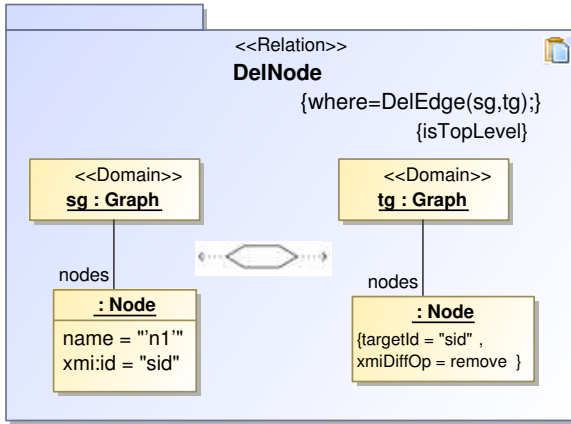 <<Relation>>
DelNode
{where=DelEdge(sg,tg);}
{isTopLevel}
<<Domain>>
sg : Graph
<<Domain>>
tg : Graph
nodes
nodes
: Node
name = "'n1'"
xmi:id = "sid"
: Node
{targetId = "sid" ,
xmiDiffOp = remove }